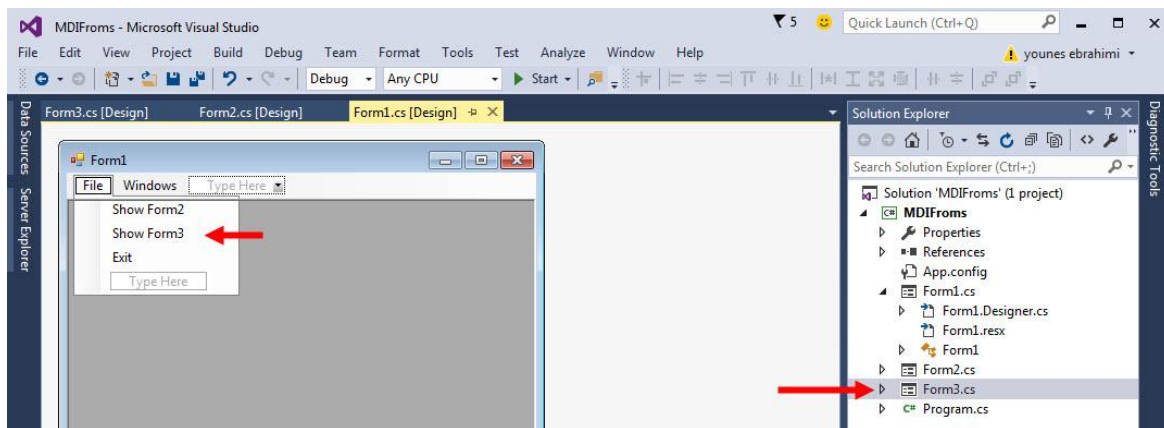 MDIFroms - Microsoft Visual Studio
5
Quick Launch (Ctrl+Q)
File Edit View Project Build Debug Team Format Tools Test Analyze Window Help
younes ebrahimi
Debug Any CPU Start
Data Sources
Server Explorer
Form3.cs [Design] Form2.cs [Design] Form1.cs [Design]
Form1
File Windows Type Here
Show Form2
Show Form3
Exit
Type Here
Solution Explorer
Search Solution Explorer (Ctrl+;)
Solution 'MDIFroms' (1 project)
C# MDIFroms
Properties
References
App.config
Form1.cs
Form1.Designer.cs
Form1.resx
Form1
Form2.cs
Form3.cs
C# Program.cs
Diagnostic Tools